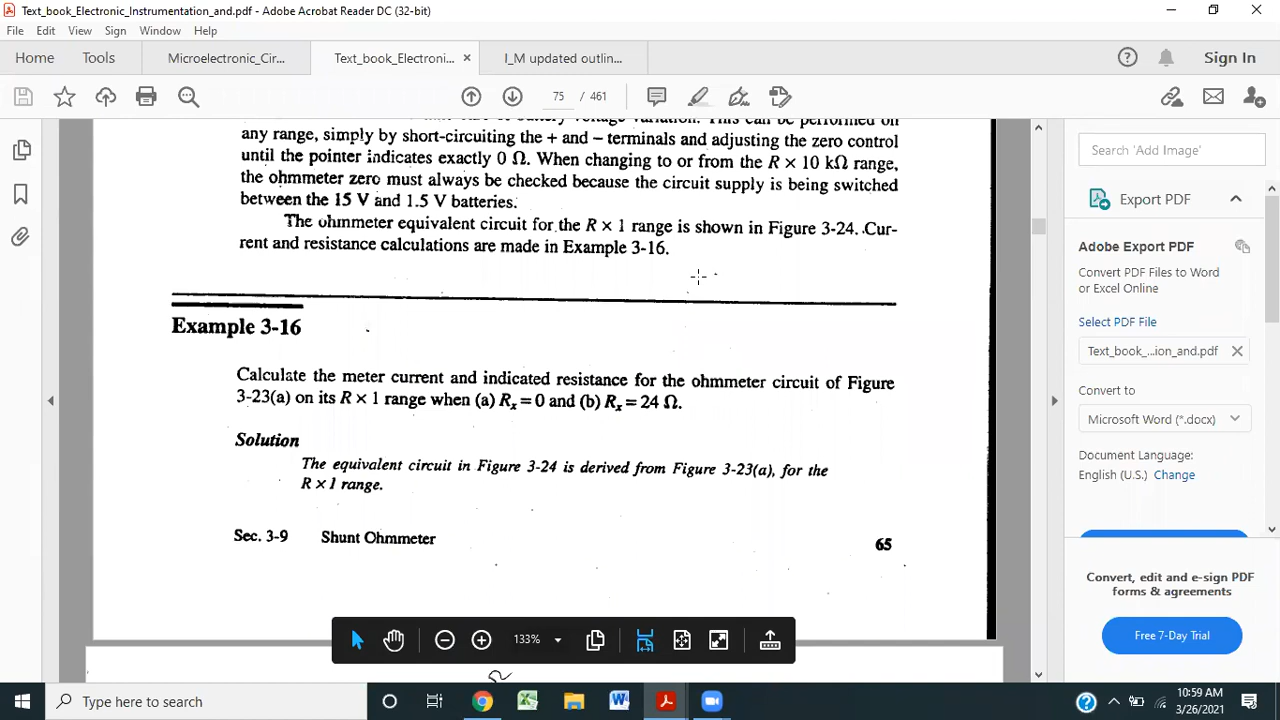 Text_book_Electronic_Instrumentation_and.pdf - Adobe Acrobat Reader DC (32-bit)
File Edit View Sign Window Help
Home Tools Microelectronic_Cir... Text_book_Electroni... × I_M updated outlin... Sign In
75 / 461
battery voltage variation. This can be performed on
any range, simply by short-circuiting the + and − terminals and adjusting the zero control
until the pointer indicates exactly 0 Ω. When changing to or from the R × 10 kΩ range,
the ohmmeter zero must always be checked because the circuit supply is being switched
between the 15 V and 1.5 V batteries.
The ohmmeter equivalent circuit for the R × 1 range is shown in Figure 3-24. Cur-
rent and resistance calculations are made in Example 3-16.
Example 3-16
Calculate the meter current and indicated resistance for the ohmmeter circuit of Figure
3-23(a) on its R × 1 range when (a) Rx = 0 and (b) Rx = 24 Ω.
Solution
The equivalent circuit in Figure 3-24 is derived from Figure 3-23(a), for the
R × 1 range.
Sec. 3-9 Shunt Ohmmeter 65
133%
Search 'Add Image'
Export PDF
Adobe Export PDF
Convert PDF Files to Word
or Excel Online
Select PDF File
Text_book_...ion_and.pdf ×
Convert to
Microsoft Word (*.docx)
Document Language:
English (U.S.) Change
Convert, edit and e-sign PDF
forms & agreements
Free 7-Day Trial
Type here to search
10:59 AM
3/26/2021